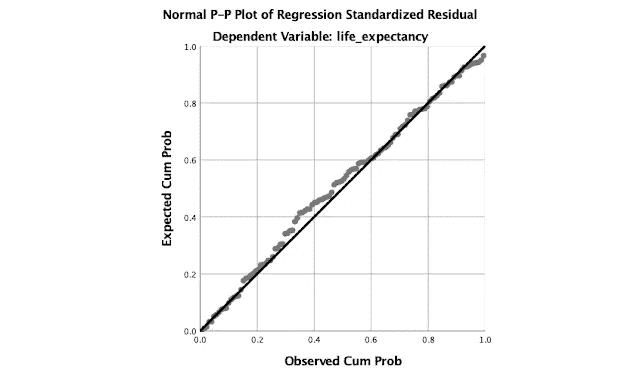 Normal P-P Plot of Regression Standardized Residual
Dependent Variable: life_expectancy
1.0
0.8
0.6
0.4
0.2
0.0
Expected Cum Prob
0.0 0.2 0.4 0.6 0.8 1.0
Observed Cum Prob